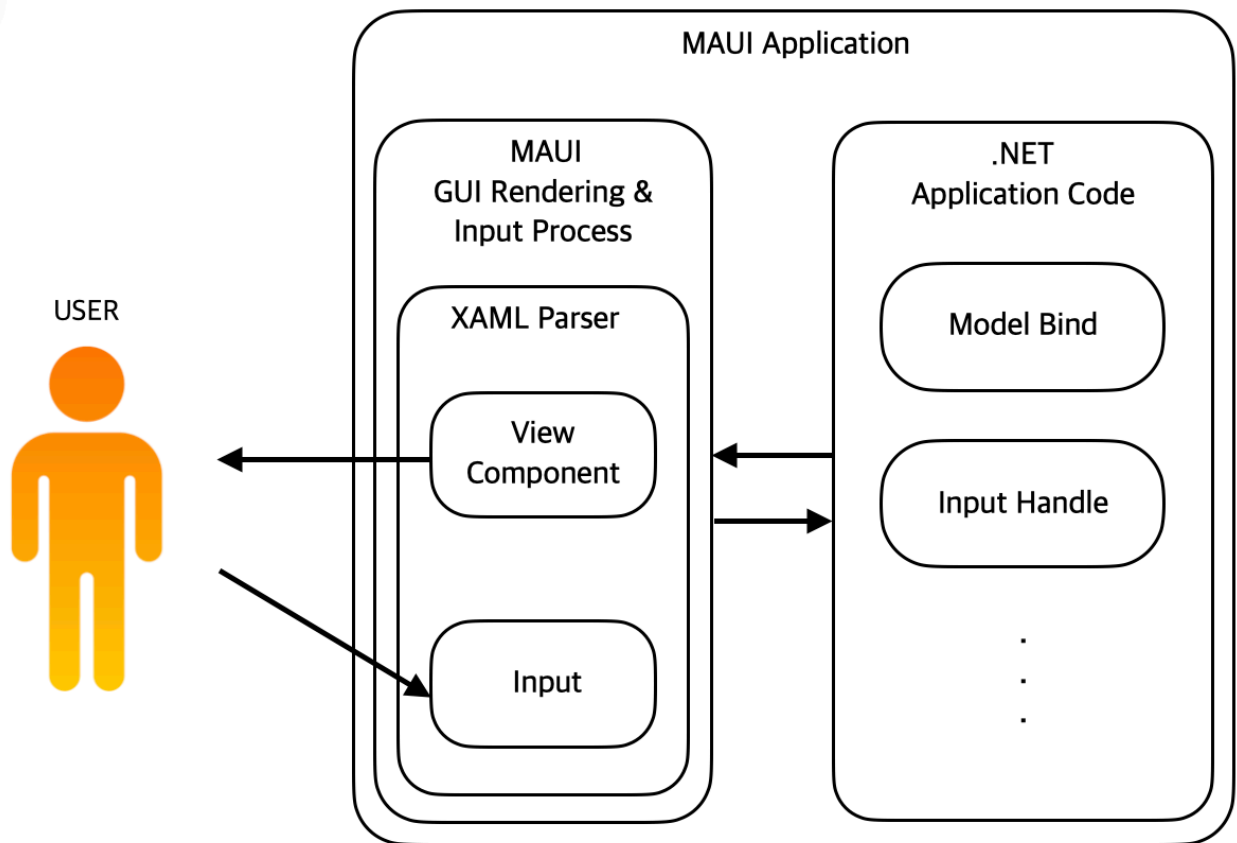 MAUI Application
MAUI
GUI Rendering &
Input Process
.NET
Application Code
USER
XAML Parser
Model Bind
View
Component
Input Handle
Input
.
.
.